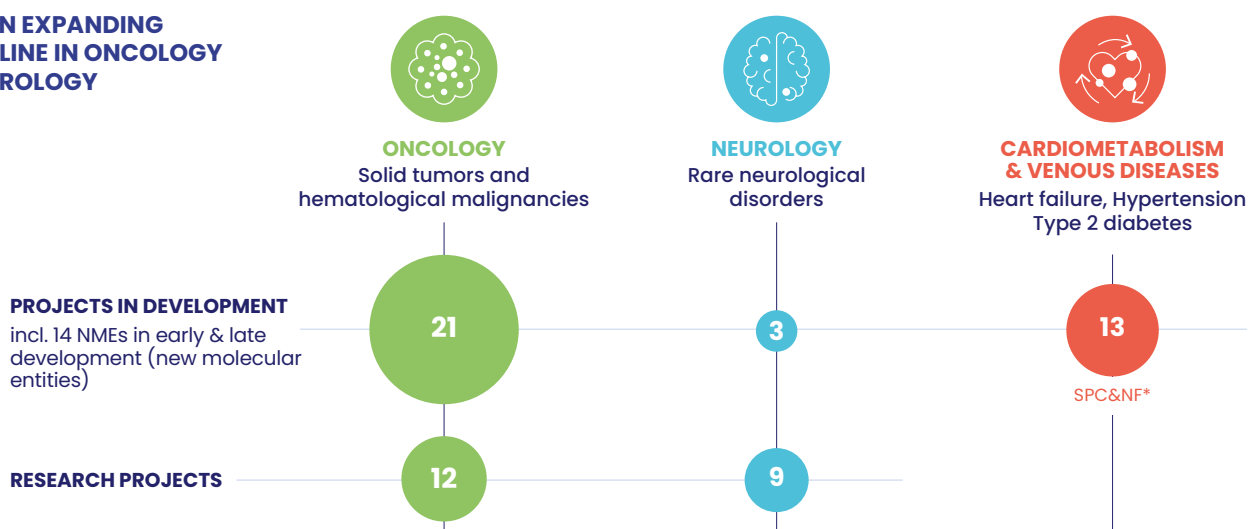 N EXPANDING
LINE IN ONCOLOGY
ROLOGY
ONCOLOGY
Solid tumors and
hematological malignancies
NEUROLOGY
Rare neurological
disorders
CARDIOMETABOLISM
& VENOUS DISEASES
Heart failure, Hypertension
Type 2 diabetes
PROJECTS IN DEVELOPMENT
incl. 14 NMEs in early & late
development (new molecular
entities)
21
3
13
SPC&NF*
RESEARCH PROJECTS
12
9